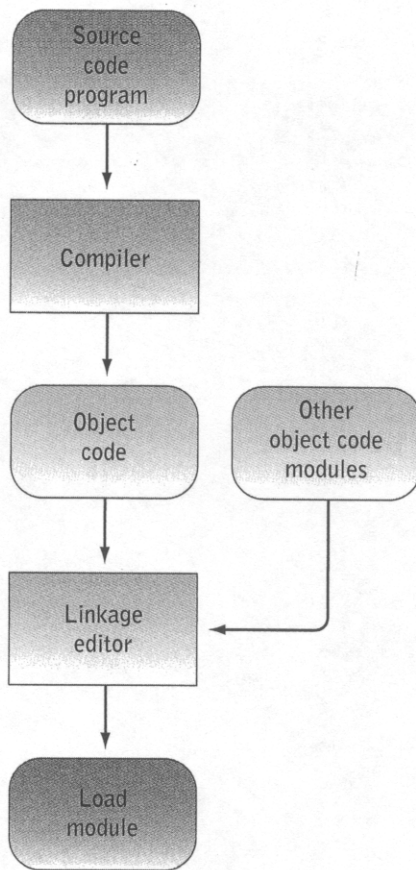 Source
code
program
Compiler
Object
code
Other
object code
modules
Linkage
editor
Load
module